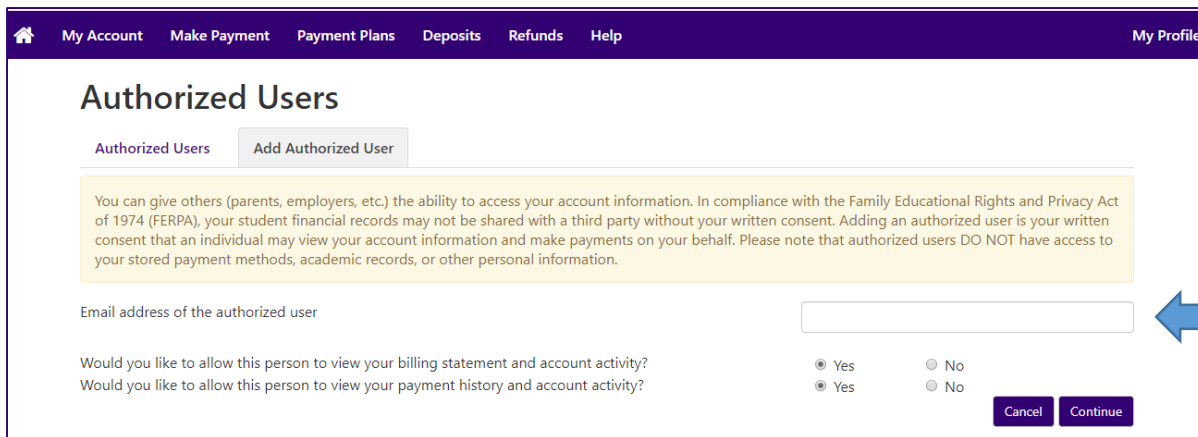 My Account Make Payment Payment Plans Deposits Refunds Help My Profile
Authorized Users
Authorized Users Add Authorized User
You can give others (parents, employers, etc.) the ability to access your account information. In compliance with the Family Educational Rights and Privacy Act
of 1974 (FERPA), your student financial records may not be shared with a third party without your written consent. Adding an authorized user is your written
consent that an individual may view your account information and make payments on your behalf. Please note that authorized users DO NOT have access to
your stored payment methods, academic records, or other personal information.
Email address of the authorized user
Would you like to allow this person to view your billing statement and account activity? Yes No
Would you like to allow this person to view your payment history and account activity? Yes No
Cancel Continue